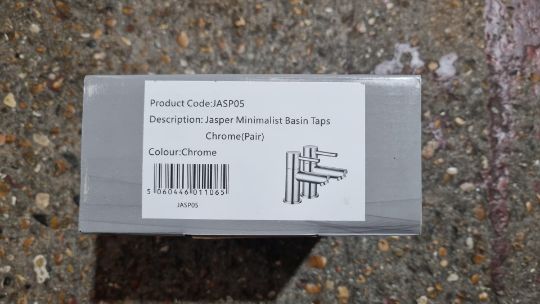 Product Code:JASP05
Description: Jasper Minimalist Basin Taps
Chrome(Pair)
Colour:Chrome
5 060446 011065
JASP05